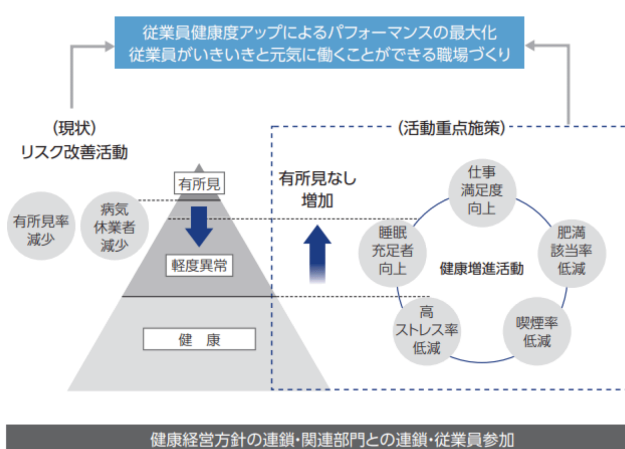 従業員健康度アップによるパフォーマンスの最大化
従業員がいきいきと元気に働くことができる職場づくり
(現状)
リスク改善活動
有所見率
減少
病気
休業者
減少
有所見
軽度異常
健 康
有所見なし
増加
(活動重点施策)
仕事
満足度
向上
睡眠
充足者
向上
肥満
該当率
低減
健康増進活動
高
ストレス率
低減
喫煙率
低減
健康経営方針の連鎖・関連部門との連鎖・従業員参加